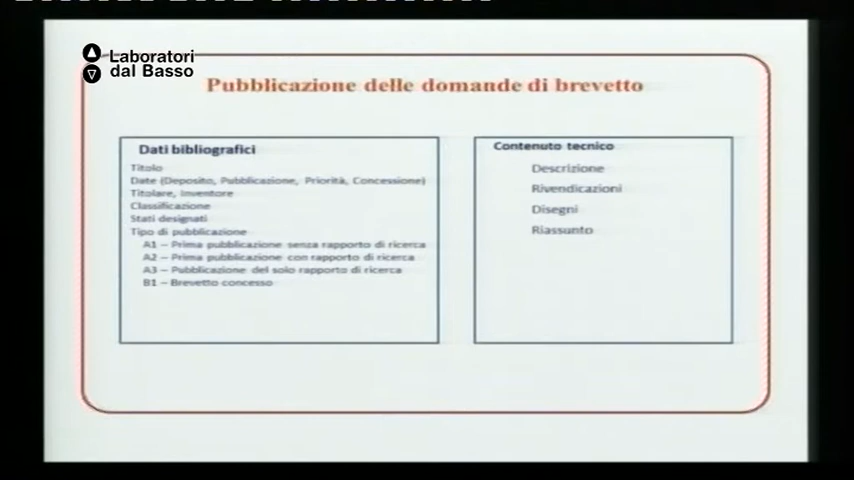 Laboratori
dal Basso
Pubblicazione delle domande di brevetto
Dati bibliografici
Titolo
Date (Deposito, Pubblicazione, Priorità, Concessione)
Titolare, Inventore
Classificazione
Stati designati
Tipo di pubblicazione
A1 – Prima pubblicazione senza rapporto di ricerca
A2 – Prima pubblicazione con rapporto di ricerca
A3 – Pubblicazione del solo rapporto di ricerca
B1 – Brevetto concesso
Contenuto tecnico
Descrizione
Rivendicazioni
Disegni
Riassunto